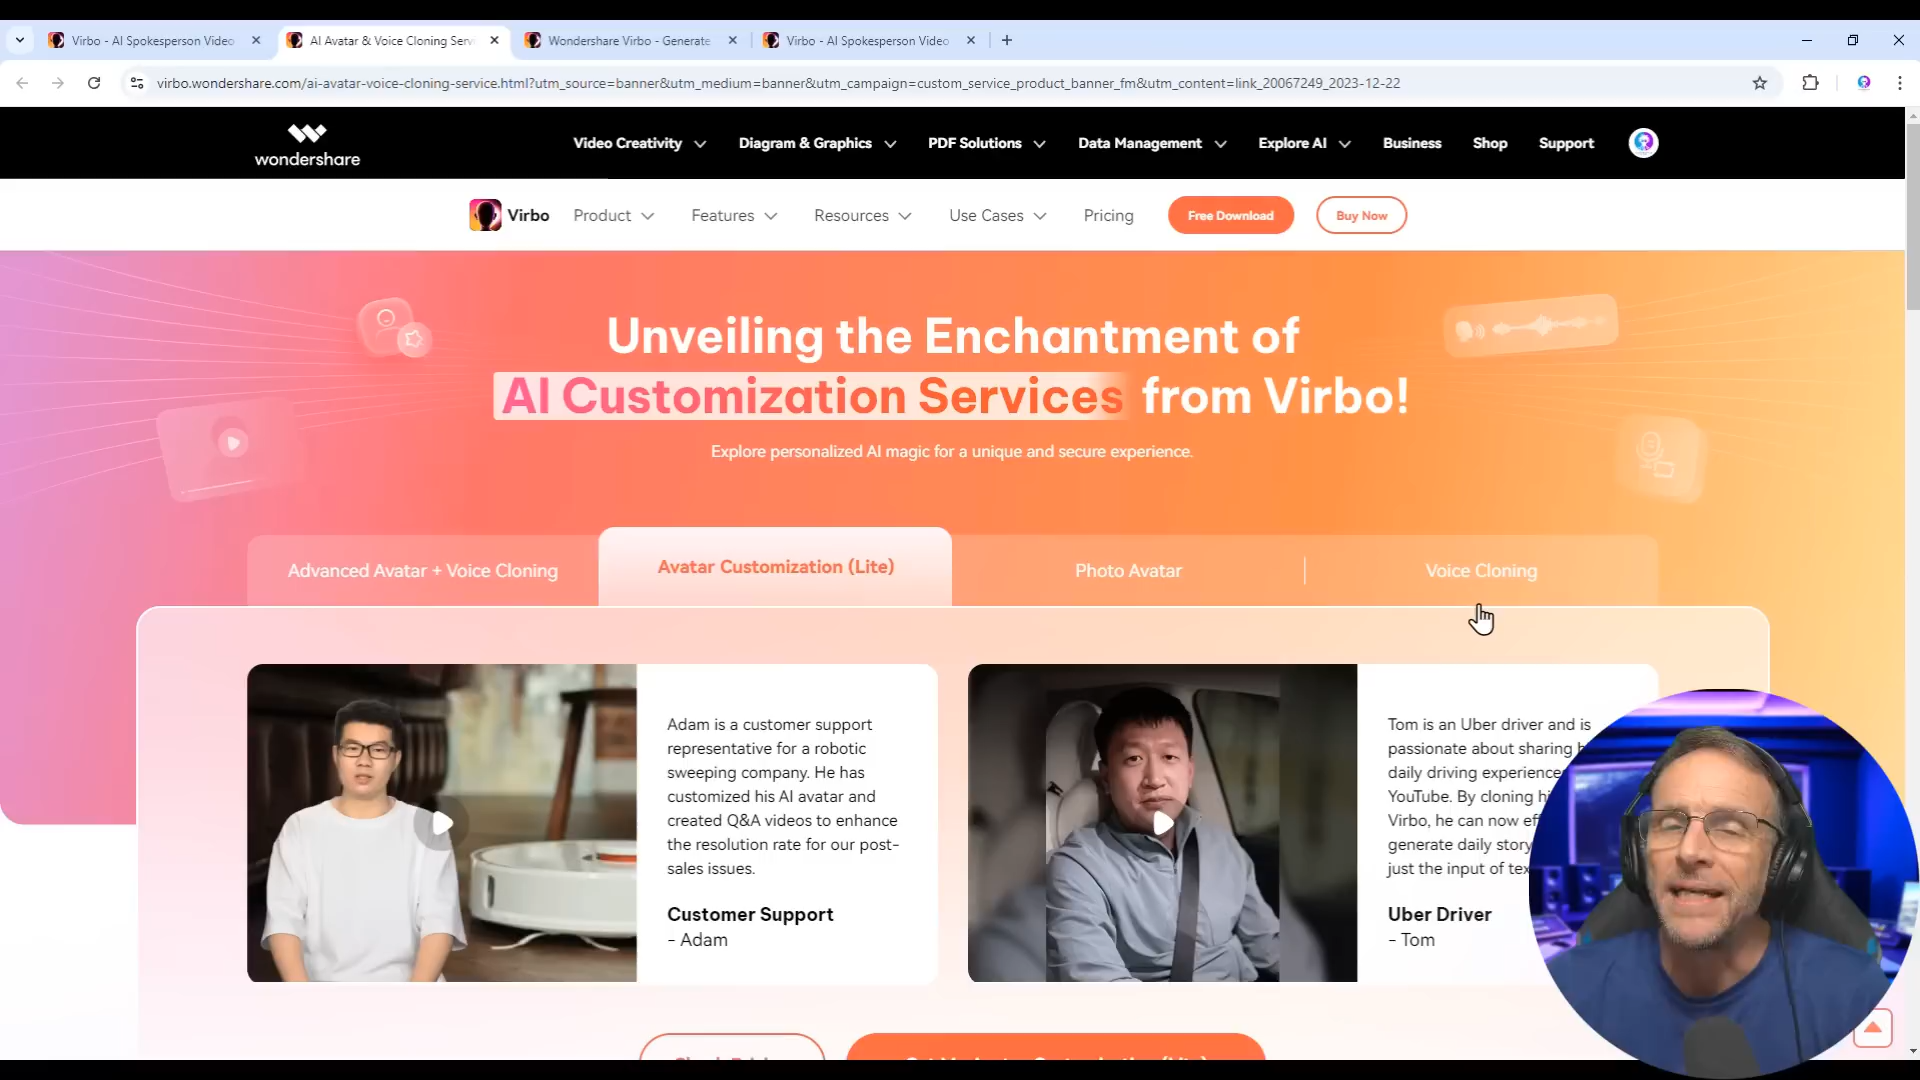 Virbo - AI Spokesperson Video
AI Avatar & Voice Cloning Serv
Wondershare Virbo - Generate
Virbo - AI Spokesperson Video
virbo.wondershare.com/ai-avatar-voice-cloning-service.html?utm_source=banner&utm_medium=banner&utm_campaign=custom_service_product_banner_fm&utm_content=link_20067249_2023-12-22
wondershare
Video Creativity
Diagram & Graphics
PDF Solutions
Data Management
Explore AI
Business
Shop
Support
Virbo
Product
Features
Resources
Use Cases
Pricing
Free Download
Buy Now
Unveiling the Enchantment of
AI Customization Services from Virbo!
Explore personalized AI magic for a unique and secure experience.
Advanced Avatar + Voice Cloning
Avatar Customization (Lite)
Photo Avatar
Voice Cloning
Adam is a customer support
representative for a robotic
sweeping company. He has
customized his AI avatar and
created Q&A videos to enhance
the resolution rate for our post-
sales issues.
Customer Support
- Adam
Tom is an Uber driver and is
passionate about sharing
daily driving experience
YouTube. By cloning
Virbo, he can now
generate daily story
just the input of
Uber Driver
- Tom